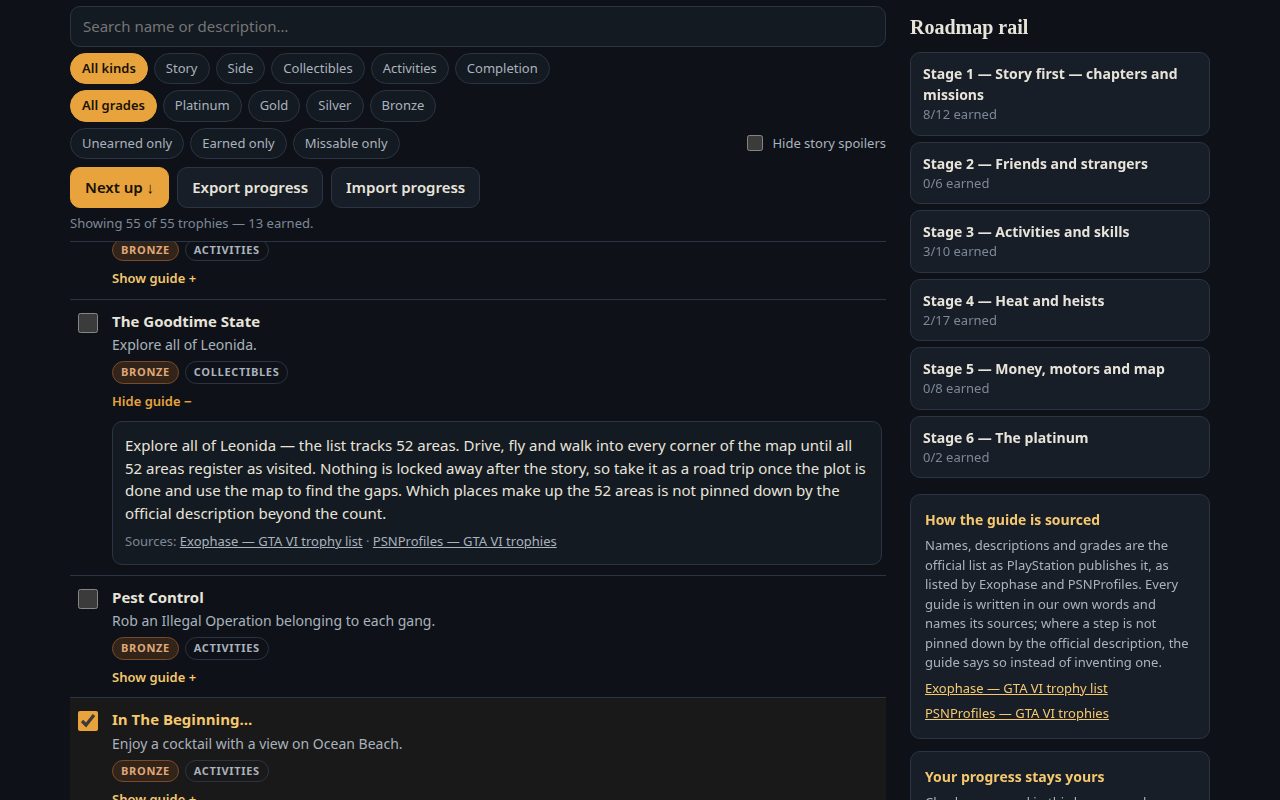 Search name or description...
All kinds
Story
Side
Collectibles
Activities
Completion
All grades
Platinum
Gold
Silver
Bronze
Unearned only
Earned only
Missable only
Hide story spoilers
Next up ↓
Export progress
Import progress
Showing 55 of 55 trophies — 13 earned.
BRONZE
ACTIVITIES
Show guide +
The Goodtime State
Explore all of Leonida.
BRONZE
COLLECTIBLES
Hide guide −
Explore all of Leonida — the list tracks 52 areas. Drive, fly and walk into every corner of the map until all
52 areas register as visited. Nothing is locked away after the story, so take it as a road trip once the plot is
done and use the map to find the gaps. Which places make up the 52 areas is not pinned down by the
official description beyond the count.
Sources: Exophase — GTA VI trophy list · PSNProfiles — GTA VI trophies
Pest Control
Rob an Illegal Operation belonging to each gang.
BRONZE
ACTIVITIES
Show guide +
In The Beginning...
Enjoy a cocktail with a view on Ocean Beach.
BRONZE
ACTIVITIES
Show guide +
Roadmap rail
Stage 1 — Story first — chapters and
missions
8/12 earned
Stage 2 — Friends and strangers
0/6 earned
Stage 3 — Activities and skills
3/10 earned
Stage 4 — Heat and heists
2/17 earned
Stage 5 — Money, motors and map
0/8 earned
Stage 6 — The platinum
0/2 earned
How the guide is sourced
Names, descriptions and grades are the
official list as PlayStation publishes it, as
listed by Exophase and PSNProfiles. Every
guide is written in our own words and
names its sources; where a step is not
pinned down by the official description, the
guide says so instead of inventing one.
Exophase — GTA VI trophy list
PSNProfiles — GTA VI trophies
Your progress stays yours